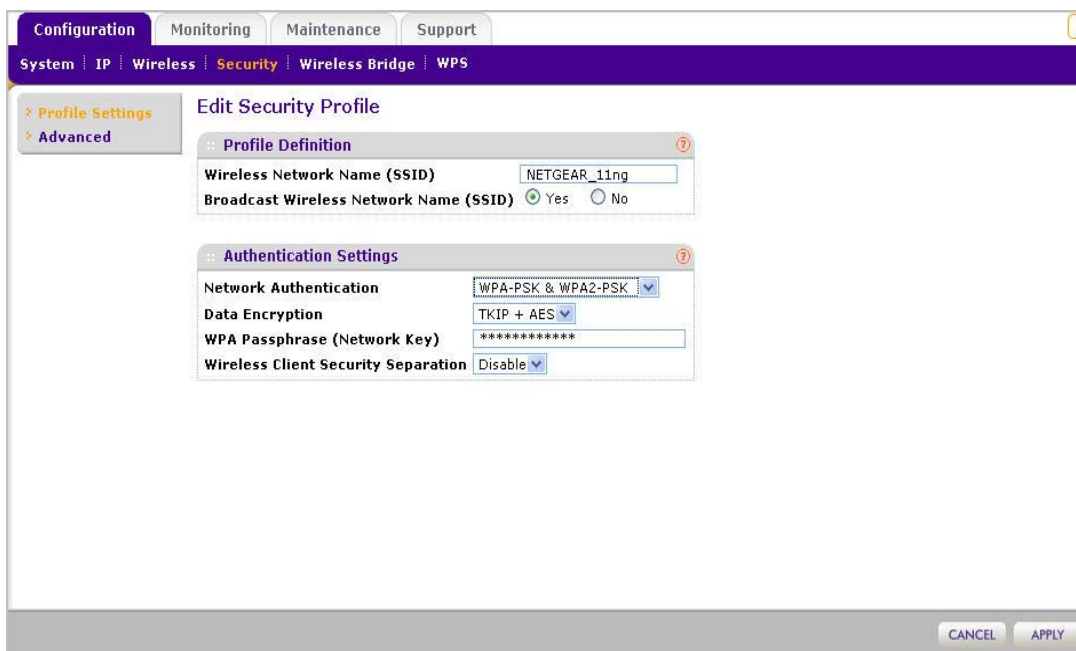 Configuration Monitoring Maintenance Support
System IP Wireless Security Wireless Bridge WPS
Profile Settings
Advanced
Edit Security Profile
Profile Definition ?
Wireless Network Name (SSID) NETGEAR_11ng
Broadcast Wireless Network Name (SSID) Yes No
Authentication Settings ?
Network Authentication WPA-PSK & WPA2-PSK
Data Encryption TKIP + AES
WPA Passphrase (Network Key) ************
Wireless Client Security Separation Disable
CANCEL APPLY